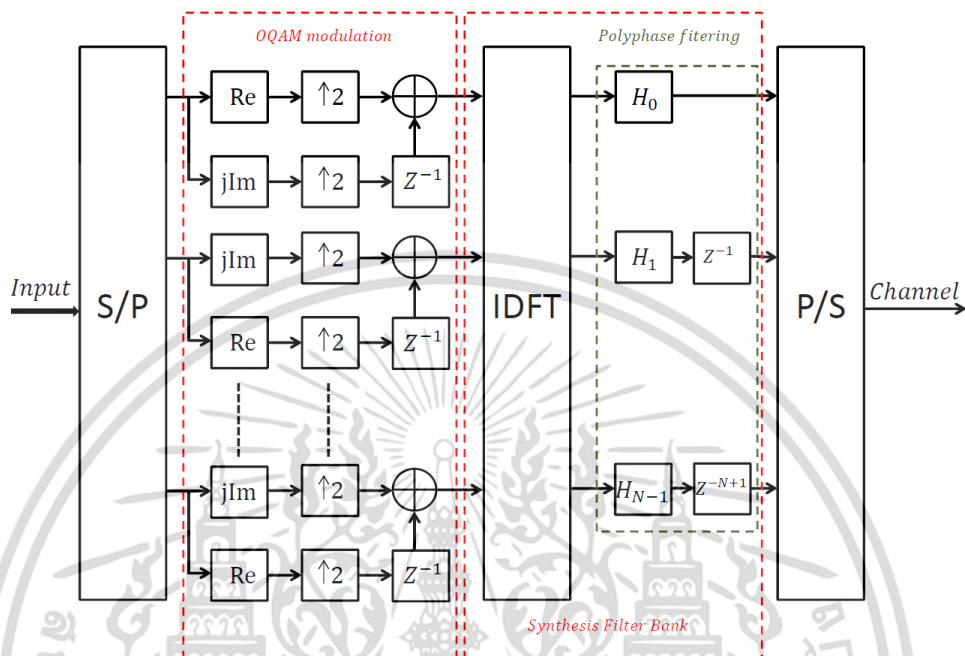 OQAM modulation
Polyphase fitering
Re
↑2
H₀
jIm
↑2
Z⁻¹
jIm
↑2
H₁
Z⁻¹
Input
S/P
IDFT
P/S
Channel
Re
↑2
Z⁻¹
jIm
↑2
H_{N-1}
Z^{-N+1}
Re
↑2
Z⁻¹
Synthesis Filter Bank